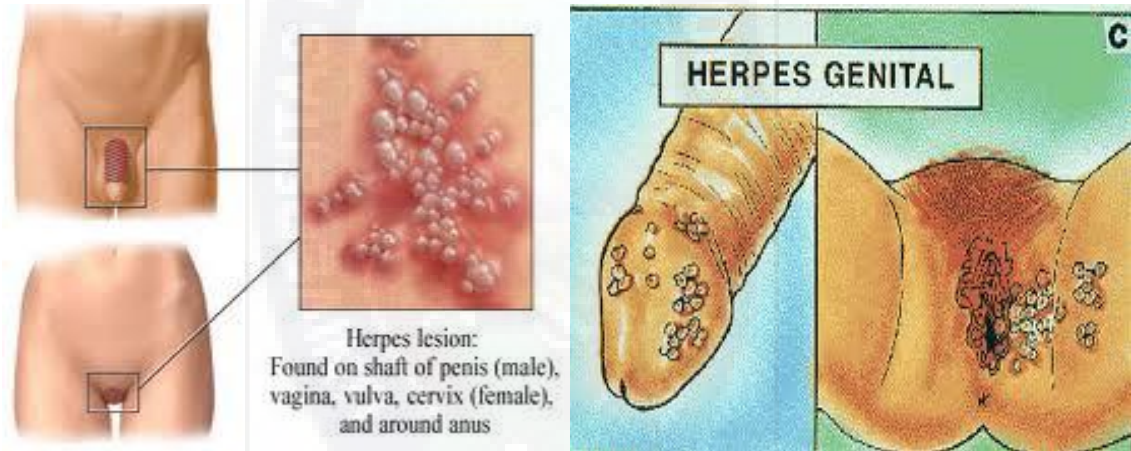 Herpes lesion:
Found on shaft of penis (male),
vagina, vulva, cervix (female),
and around anus
HERPES GENITAL
C